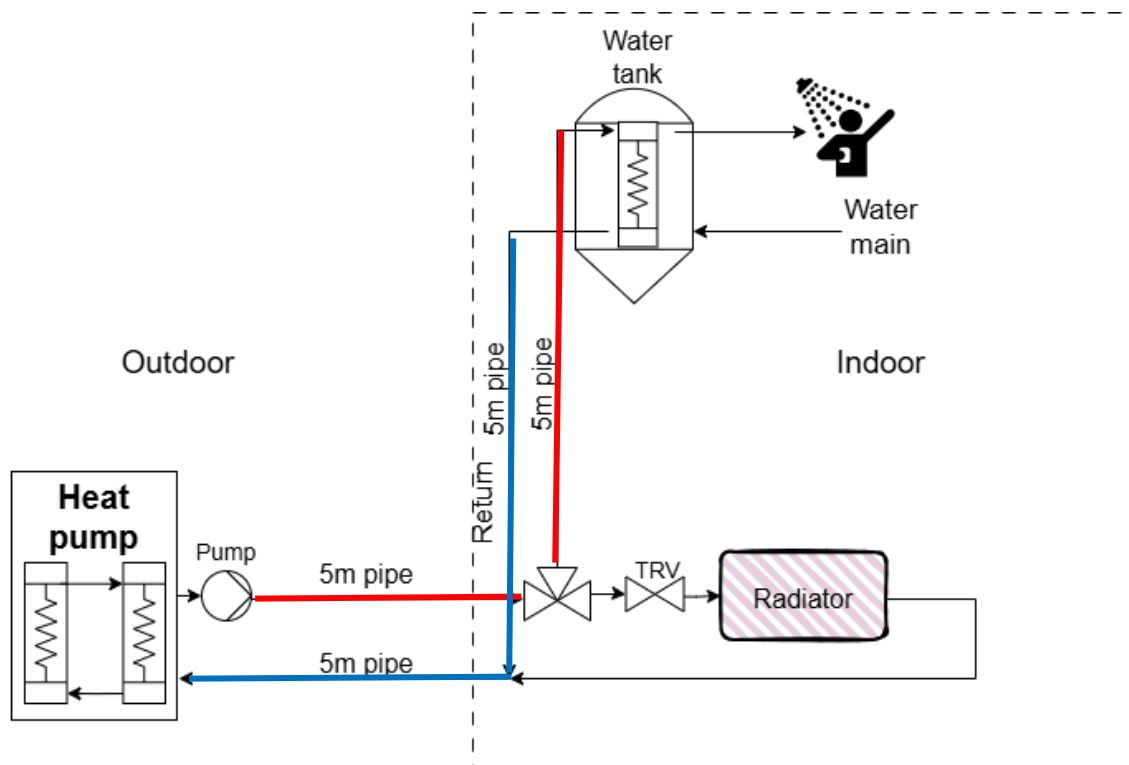 Water
tank
Water
main
Outdoor
Indoor
5m pipe
5m pipe
Return
Heat
pump
Pump
5m pipe
TRV
Radiator
5m pipe